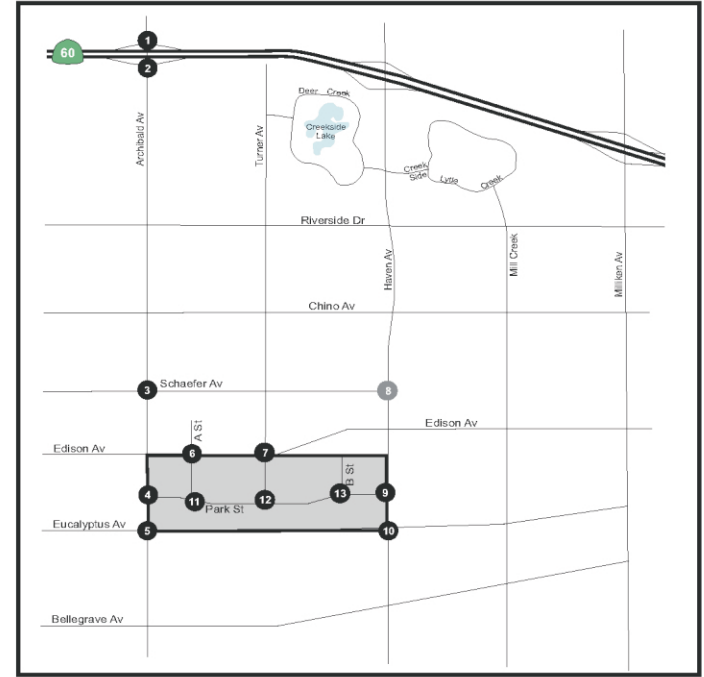 1
60
2
Deer Creek
Creekside
Lake
Archibald Av
Turner Av
Creek
Side
Lytle Creek
Riverside Dr
Haven Av
Mill Creek
Milliken Av
Chino Av
3
Schaefer Av
8
A St
Edison Av
Edison Av
6
7
B St
4
11
12
13
9
Park St
Eucalyptus Av
5
10
Bellegrave Av